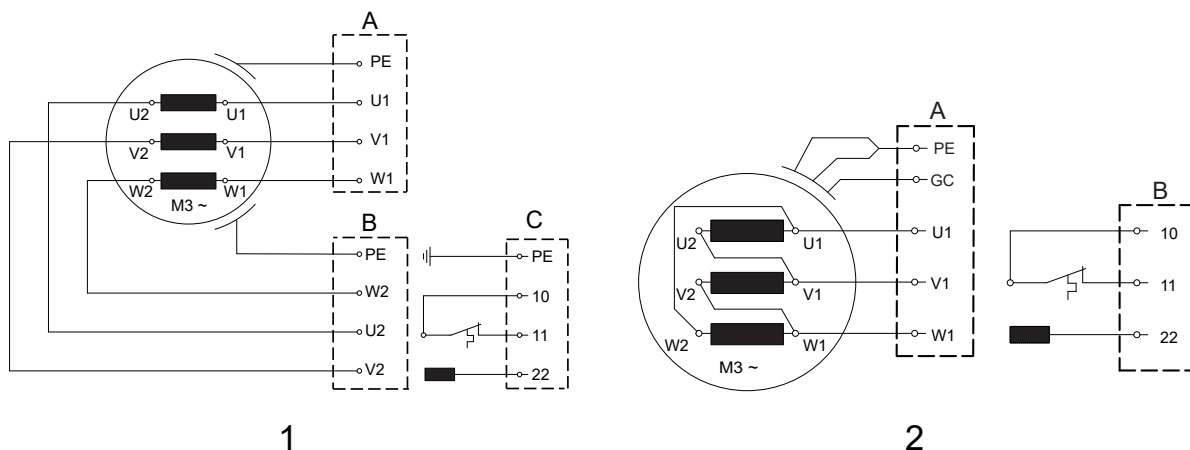 A
PE
U2 U1 U1
V2 V1 V1
W2 W1 W1
M3 ~
B C
PE PE
W2 10
U2 11
V2 22
1
A
PE
GC
B
U2 U1 U1 10
V2 V1 V1 11
W2 W1 W1 22
M3 ~
2